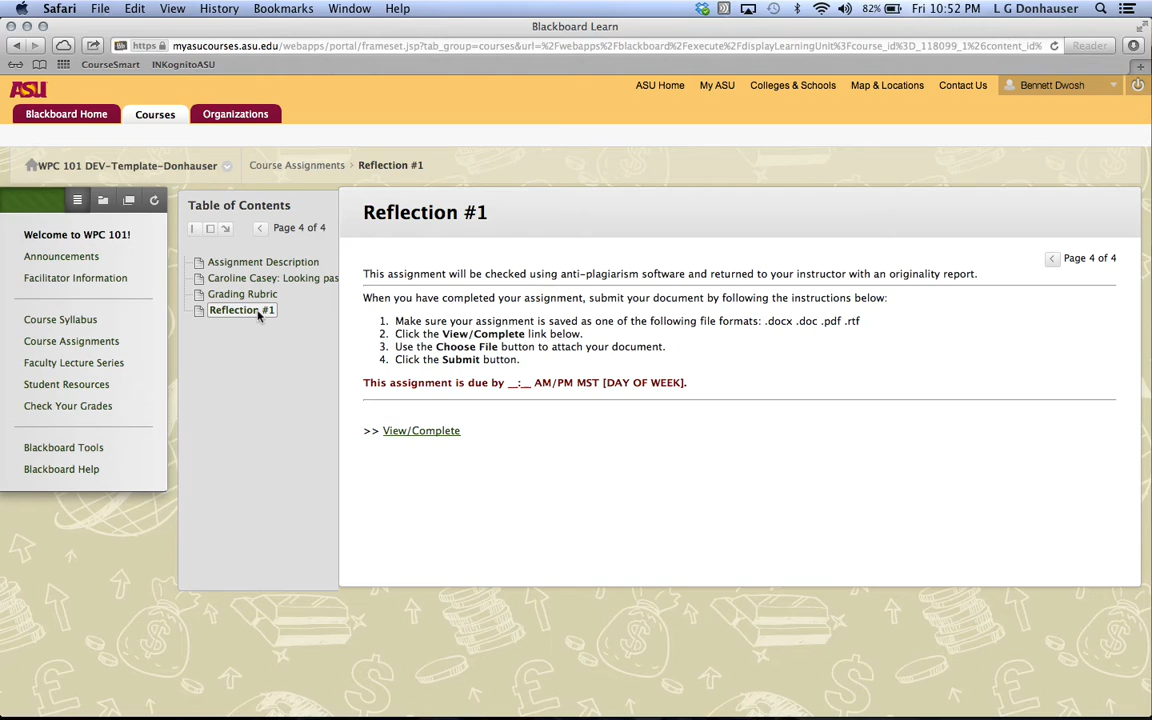 Safari File Edit View History Bookmarks Window Help 82% Fri 10:52 PM L G Donhauser
Blackboard Learn
https myasucourses.asu.edu/webapps/portal/frameset.jsp?tab_group=courses&url=%2Fwebapps%2Fblackboard%2Fexecute%2FdisplayLearningUnit%3Fcourse_id%3D_118099_1%26content_id% Reader
CourseSmart INKognitoASU
ASU ASU Home My ASU Colleges & Schools Map & Locations Contact Us Bennett Dwosh
Blackboard Home Courses Organizations
WPC 101 DEV-Template-Donhauser Course Assignments > Reflection #1
Table of Contents
Page 4 of 4
Assignment Description
Caroline Casey: Looking pas
Grading Rubric
Reflection #1
Welcome to WPC 101!
Announcements
Facilitator Information
Course Syllabus
Course Assignments
Faculty Lecture Series
Student Resources
Check Your Grades
Blackboard Tools
Blackboard Help
Reflection #1
Page 4 of 4
This assignment will be checked using anti-plagiarism software and returned to your instructor with an originality report.
When you have completed your assignment, submit your document by following the instructions below:
1. Make sure your assignment is saved as one of the following file formats: .docx .doc .pdf .rtf
2. Click the View/Complete link below.
3. Use the Choose File button to attach your document.
4. Click the Submit button.
This assignment is due by __:__ AM/PM MST [DAY OF WEEK].
>> View/Complete